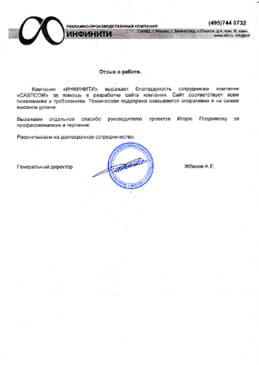 (495)744 0732
РЕКЛАМНО-ПРОИЗВОДСТВЕННАЯ КОМПАНИЯ
ИНФИНИТИ
Отзыв о работе.
Компания «ИНФИНИТИ» выражает благодарность сотрудникам компании
«CASTCOM» за помощь в разработке сайта компании. Сайт соответствует всем
пожеланиям и требованиям. Техническая поддержка оказывается оперативно и на самом
высоком уровне.
Выражаем отдельное спасибо руководителю проектов Игорю Позднякову за
профессионализм и терпение.
Рассчитываем на долгосрочное сотрудничество.
Генеральный директор Жбанов А.Е.